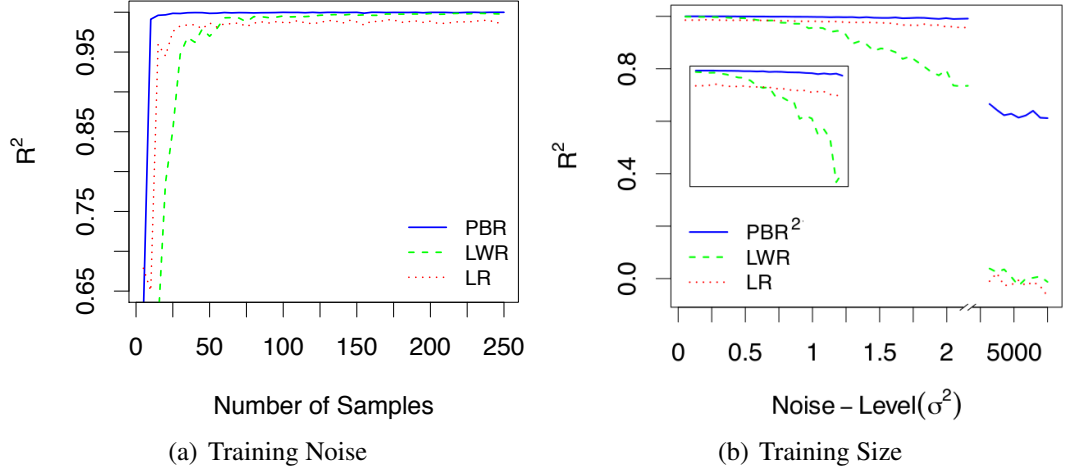 R²
0.65
0.75
0.85
0.95
PBR
LWR
LR
0 50 100 150 200 250
Number of Samples
(a) Training Noise
R²
0.0
0.4
0.8
PBR²
LWR
LR
0 0.5 1 1.5 2 5000
Noise−Level(σ²)
(b) Training Size